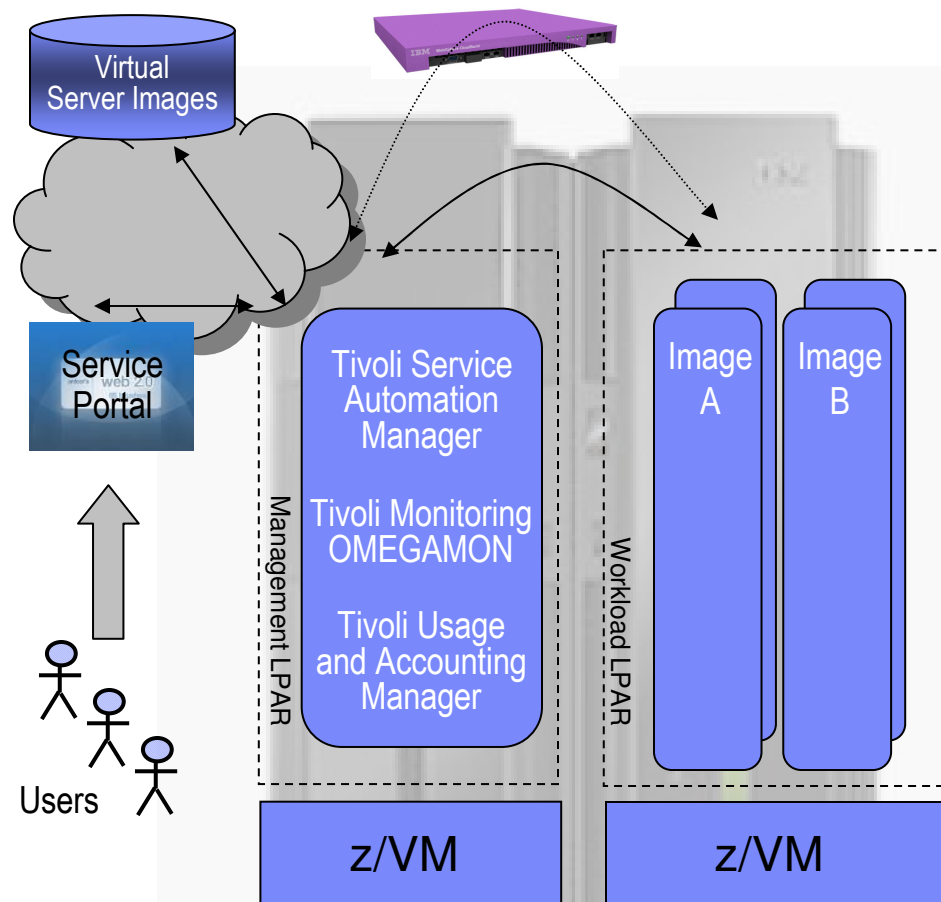 Virtual
Server Images
IBM
IBM
Service
web 2.0
Portal
Tivoli Service
Automation
Manager
Tivoli Monitoring
OMEGAMON
Tivoli Usage
and Accounting
Manager
Management LPAR
Image
A
Image
B
Workload LPAR
Users
z/VM
z/VM